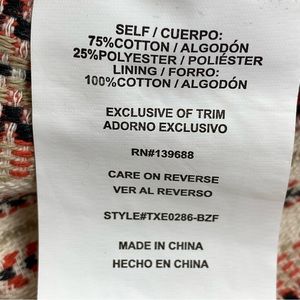 SELF / CUERPO:
75%COTTON / ALGODÓN
25%POLYESTER / POLIÉSTER
LINING / FORRO:
100%COTTON / ALGODÓN
EXCLUSIVE OF TRIM
ADORNO EXCLUSIVO
RN#139688
CARE ON REVERSE
VER AL REVERSO
STYLE#TXE0286-BZF
MADE IN CHINA
HECHO EN CHINA